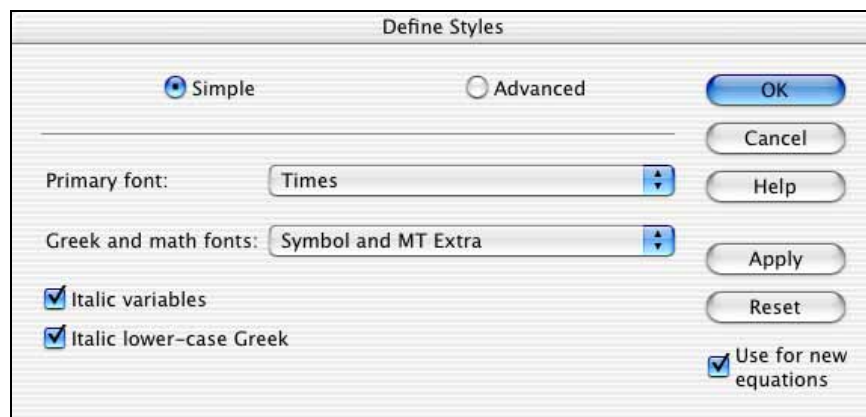 Define Styles
Simple
Advanced
OK
Cancel
Primary font:
Times
Help
Greek and math fonts:
Symbol and MT Extra
Apply
Italic variables
Reset
Italic lower-case Greek
Use for new
equations